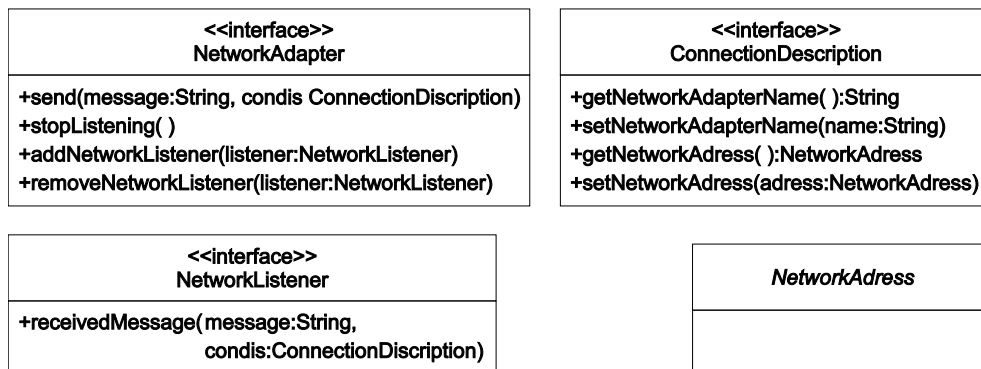 <<interface>>
NetworkAdapter
+send(message:String, condis ConnectionDiscription)
+stopListening( )
+addNetworkListener(listener:NetworkListener)
+removeNetworkListener(listener:NetworkListener)
<<interface>>
ConnectionDescription
+getNetworkAdapterName( ):String
+setNetworkAdapterName(name:String)
+getNetworkAdress( ):NetworkAdress
+setNetworkAdress(adress:NetworkAdress)
<<interface>>
NetworkListener
+receivedMessage(message:String,
condis:ConnectionDiscription)
NetworkAdress